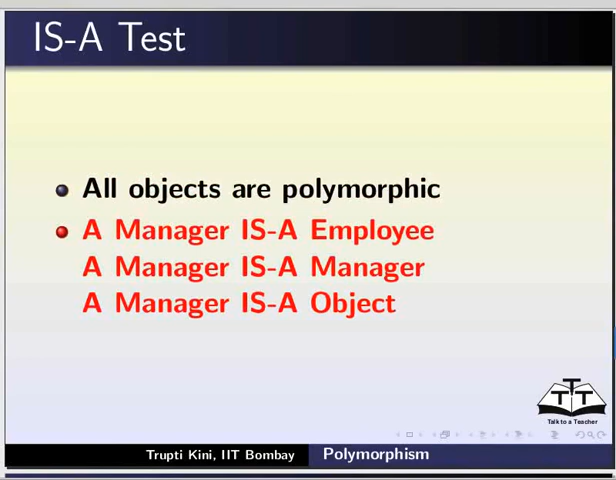 IS-A Test
All objects are polymorphic
A Manager IS-A Employee
A Manager IS-A Manager
A Manager IS-A Object
T
T T
Talk to a Teacher
Trupti Kini, IIT Bombay
Polymorphism